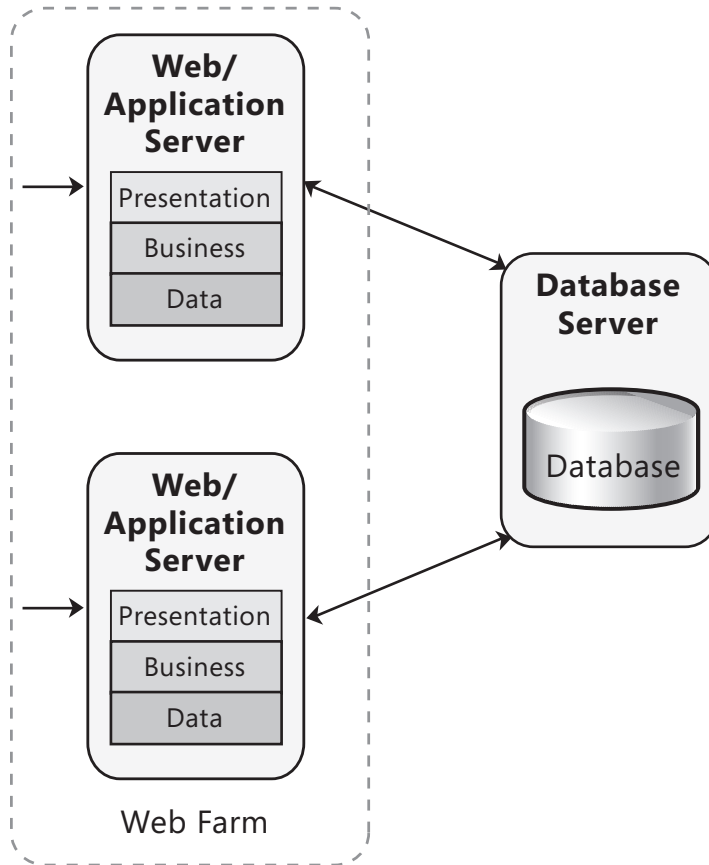 Web/
Application
Server
Presentation
Business
Data
Database
Server
Database
Web/
Application
Server
Presentation
Business
Data
Web Farm